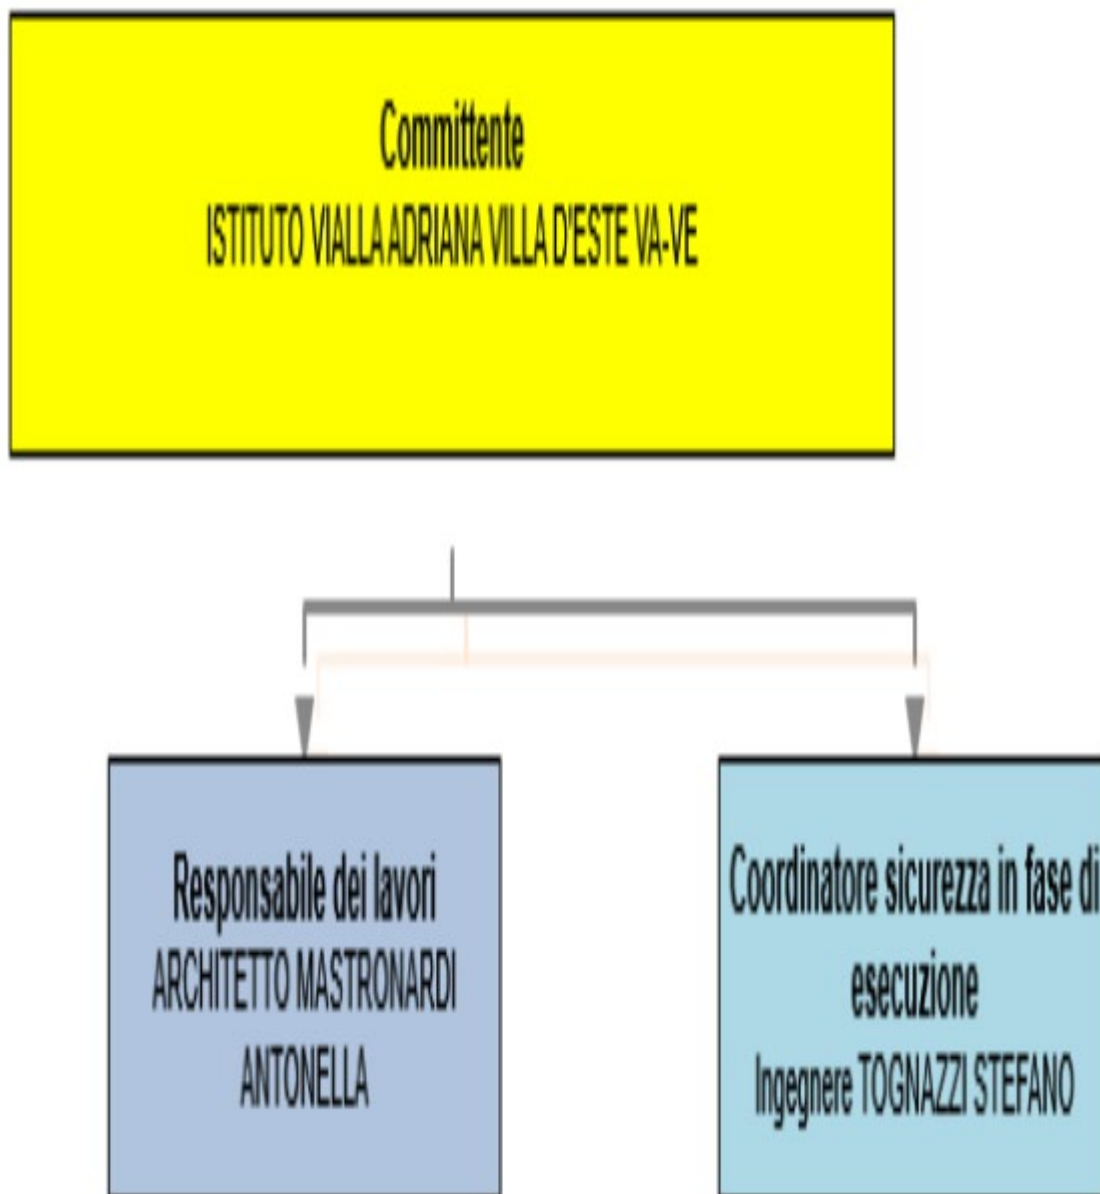 Committente
ISTITUTO VIALLA ADRIANA VILLA D'ESTE VA-VE
Responsabile dei lavori
ARCHITETTO MASTRONARDI
ANTONELLA
Coordinatore sicurezza in fase di
esecuzione
Ingegnere TOGNAZZI STEFANO